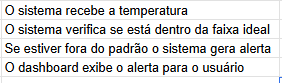 O sistema recebe a temperatura
O sistema verifica se está dentro da faixa ideal
Se estiver fora do padrão o sistema gera alerta
O dashboard exibe o alerta para o usuário